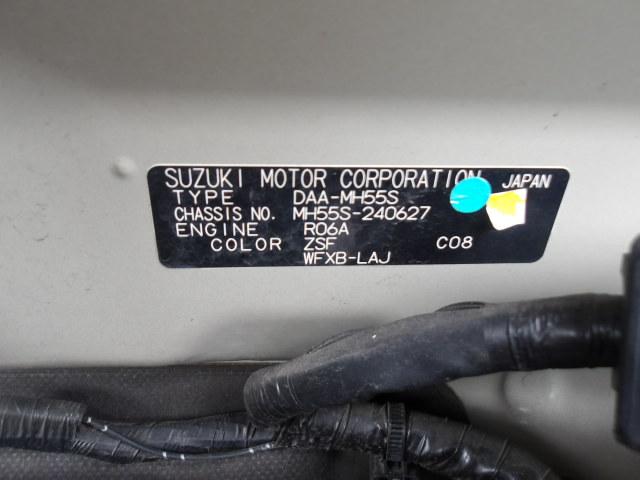 SUZUKI MOTOR CORPORATION JAPAN
TYPE DAA-MH55S
CHASSIS NO. MH55S-240627
ENGINE R06A
COLOR ZSF C08
WFXB-LAJ